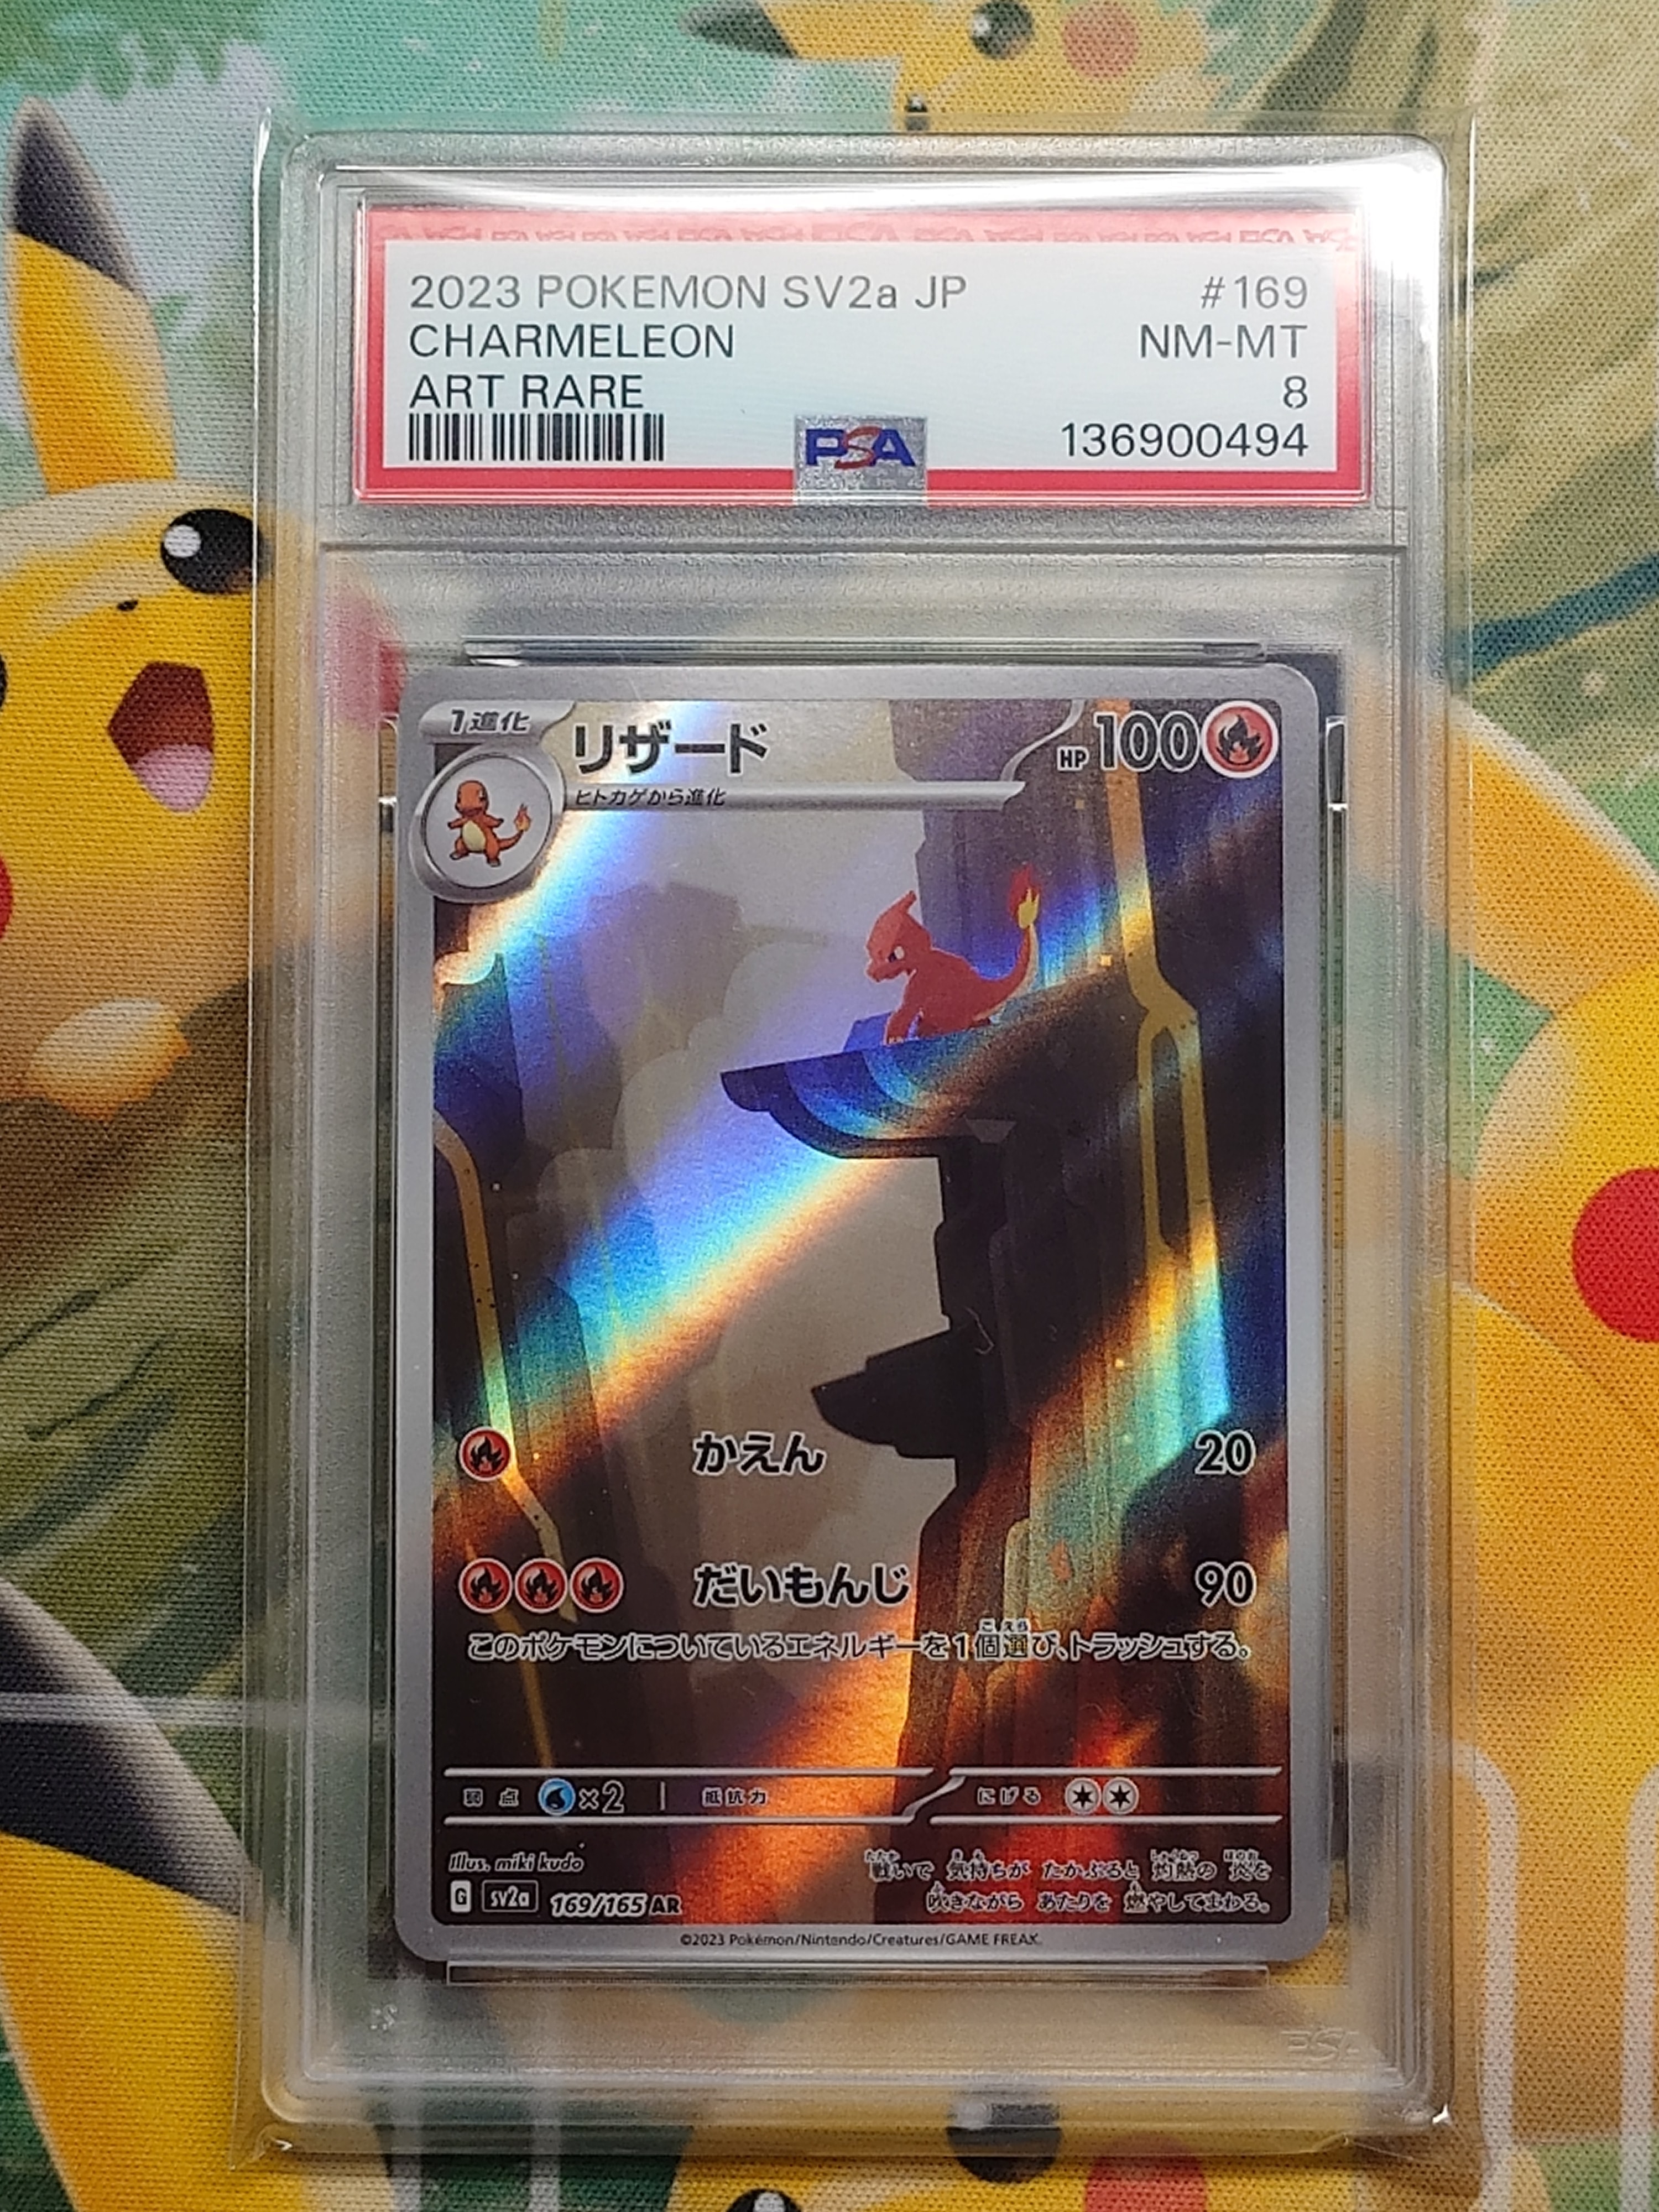 2023 POKEMON SV2a JP #169
CHARMELEON NM-MT
ART RARE 8
PSA 136900494
1進化 リザード HP100
ヒトカゲから進化
かえん 20
だいもんじ 90
このポケモンについているエネルギーを1個選び、トラッシュする。
弱点 ×2 抵抗力 にげる
Illus. miki kudo
戦いで 気持ちが たかぶると 灼熱の 炎を
吹きながら あたりを 燃やしてまわる。
G sv2a 169/165 AR
©2023 Pokémon/Nintendo/Creatures/GAME FREAK.